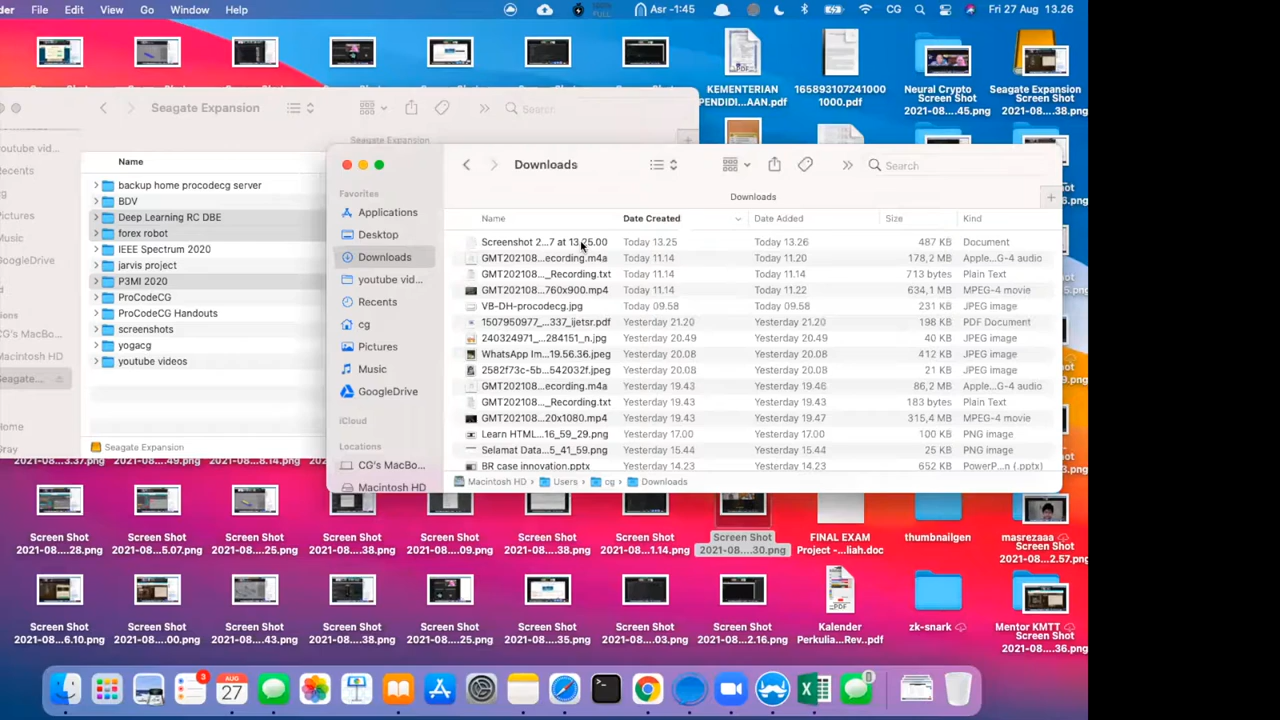 der File Edit View Go Window Help
Asr -1:45 CG Fri 27 Aug 13.26
KEMENTERIAN
PENDIDI...AAN.pdf
165893107241000
1000.pdf
Neural Crypto
Screen Shot
2021-08....45.png
Seagate Expansion
Screen Shot
2021-08....38.png
Seagate Expansion
Search
Seagate Expansion
youtube vid...
Recents
cg
Pictures
Music
GoogleDrive
CG's MacBo...
Macintosh HD
Seagate...
Name
backup home procodecg server
BDV
Deep Learning RC DBE
forex robot
IEEE Spectrum 2020
jarvis project
P3MI 2020
ProCodeCG
ProCodeCG Handouts
screenshots
yogacg
youtube videos
Seagate Expansion
Downloads
Search
Downloads
Favorites
Applications
Desktop
Downloads
youtube vid...
Recents
cg
Pictures
Music
GoogleDrive
iCloud
Locations
CG's MacBo...
Macintosh HD
Name Date Created Date Added Size Kind
Screenshot 2...7 at 13.25.00 Today 13.25 Today 13.26 487 KB Document
GMT202108...ecording.m4a Today 11.14 Today 11.20 178,2 MB Apple...G-4 audio
GMT202108..._Recording.txt Today 11.14 Today 11.14 713 bytes Plain Text
GMT202108...760x900.mp4 Today 11.14 Today 11.22 634,1 MB MPEG-4 movie
VB-DH-procodecg.jpg Today 09.58 Today 09.58 231 KB JPEG image
1507950977_...337_ijetsr.pdf Yesterday 21.20 Yesterday 21.20 198 KB PDF Document
240324971_...284151_n.jpg Yesterday 20.49 Yesterday 20.49 40 KB JPEG image
WhatsApp Im...19.56.36.jpeg Yesterday 20.08 Yesterday 20.08 412 KB JPEG image
2582f73c-5b...542032f.jpeg Yesterday 20.08 Yesterday 20.08 21 KB JPEG image
GMT202108...ecording.m4a Yesterday 19.43 Yesterday 19.46 86,2 MB Apple...G-4 audio
GMT202108..._Recording.txt Yesterday 19.43 Yesterday 19.43 183 bytes Plain Text
GMT202108...20x1080.mp4 Yesterday 19.43 Yesterday 19.47 315,4 MB MPEG-4 movie
Learn HTML...16_59_29.png Yesterday 17.00 Yesterday 17.00 100 KB PNG image
Selamat Data...5_41_59.png Yesterday 15.44 Yesterday 15.44 25 KB PNG image
BR case innovation.pptx Yesterday 14.23 Yesterday 14.23 652 KB PowerP...n (.pptx)
Macintosh HD Users cg Downloads
Screen Shot
2021-08...28.png
Screen Shot
2021-08...5.07.png
Screen Shot
2021-08....25.png
Screen Shot
2021-08....38.png
Screen Shot
2021-08....09.png
Screen Shot
2021-08....38.png
Screen Shot
2021-08...1.14.png
Screen Shot
2021-08....30.png
FINAL EXAM
Project -...liah.doc
thumbnailgen
masrezaaa
Screen Shot
2021-08...2.57.png
Screen Shot
2021-08...6.10.png
Screen Shot
2021-08....00.png
Screen Shot
2021-08....43.png
Screen Shot
2021-08....38.png
Screen Shot
2021-08....25.png
Screen Shot
2021-08....35.png
Screen Shot
2021-08....03.png
Screen Shot
2021-08...2.16.png
Kalender
Perkulia...Rev..pdf
zk-snark
Mentor KMTT
Screen Shot
2021-08....36.png
3
AUG
27